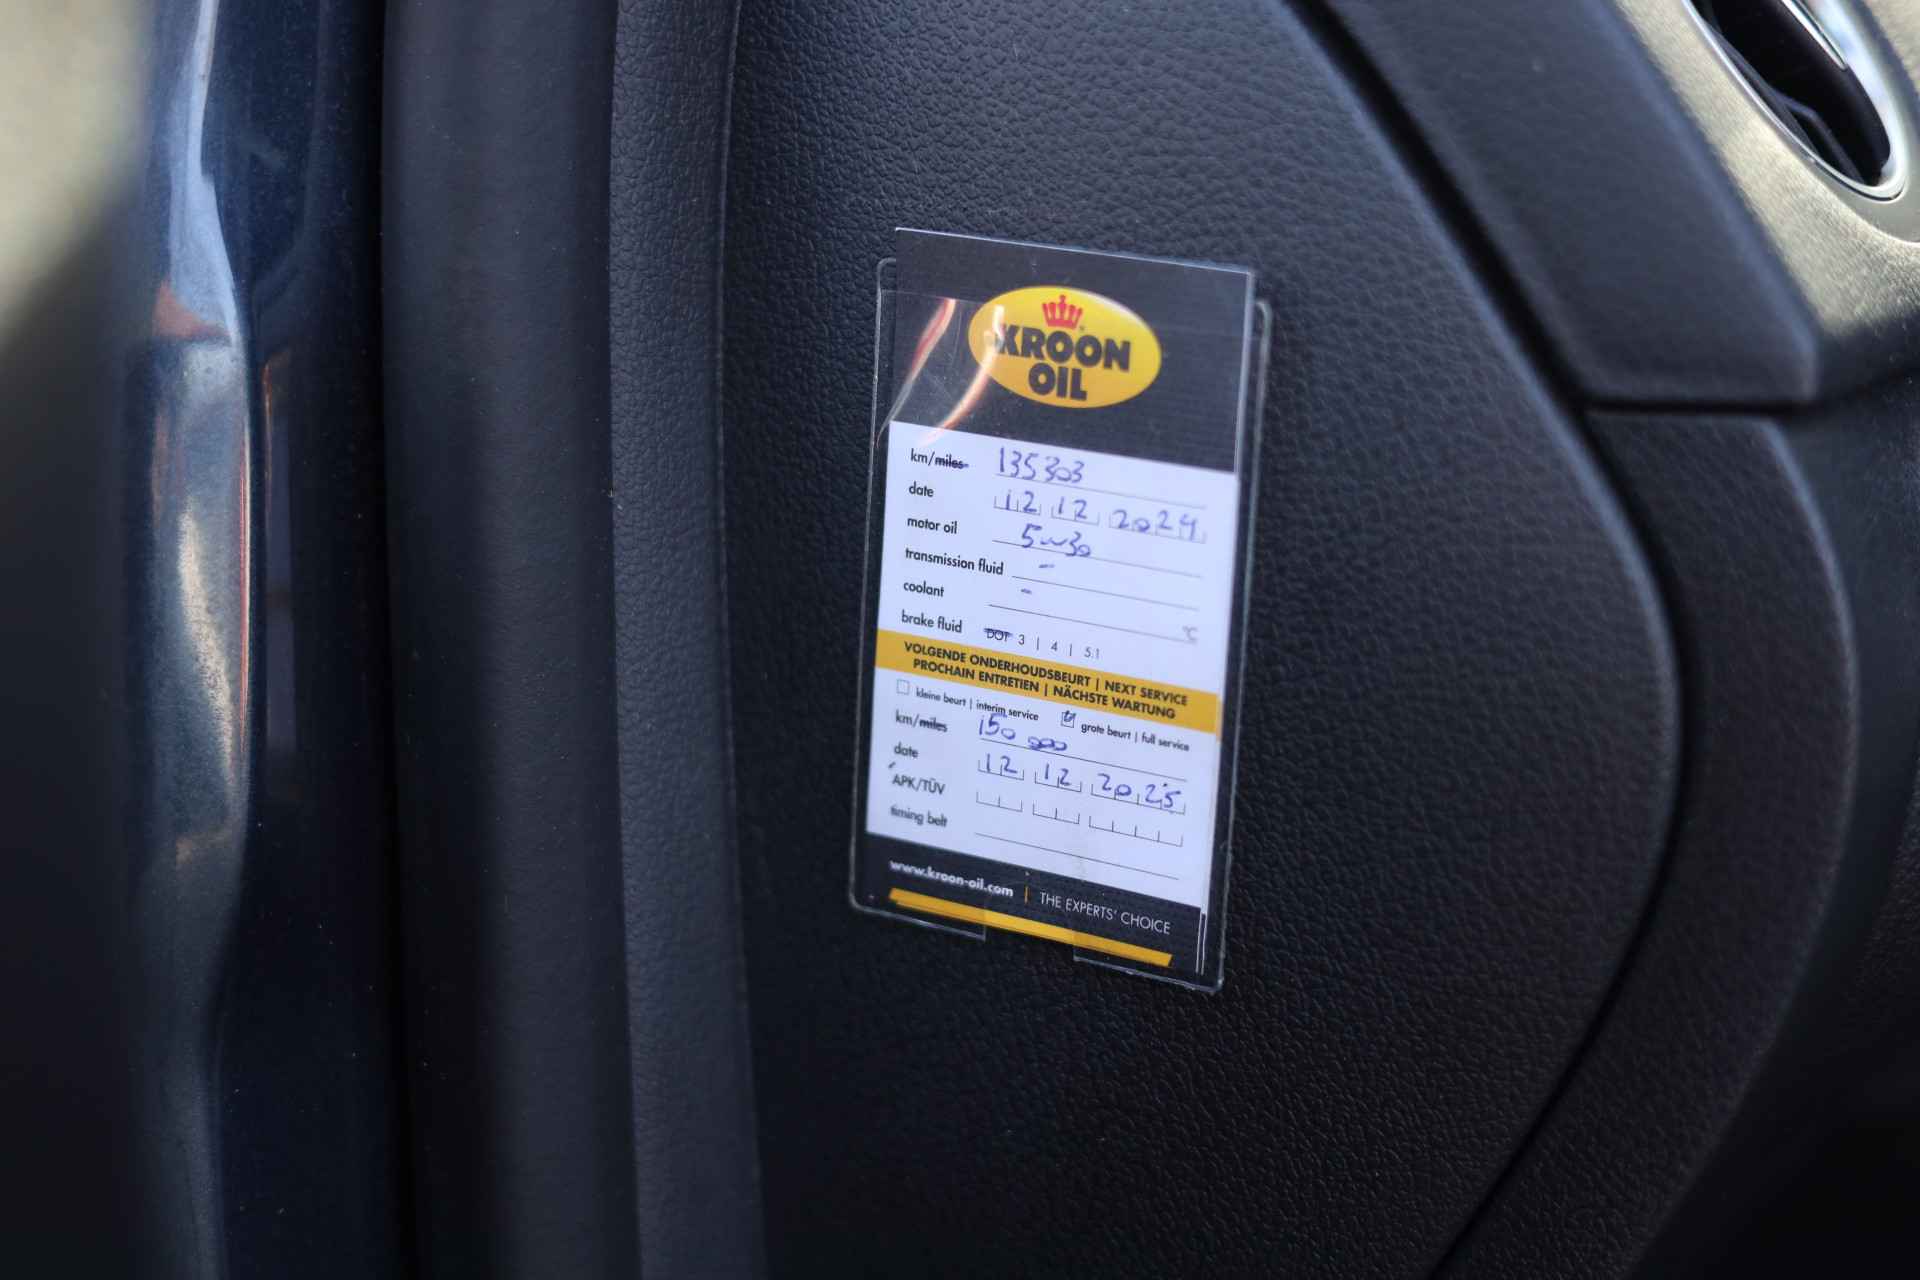 KROON
OIL
km/miles 135303
date 12 12 2024
motor oil 5w30
transmission fluid -
coolant - °C
brake fluid DOT 3 | 4 | 5.1
VOLGENDE ONDERHOUDSBEURT | NEXT SERVICE
PROCHAIN ENTRETIEN | NÄCHSTE WARTUNG
kleine beurt | interim service grote beurt | full service
km/miles 150 000
date 12 12 2025
APK/TÜV
timing belt
www.kroon-oil.com | THE EXPERTS' CHOICE